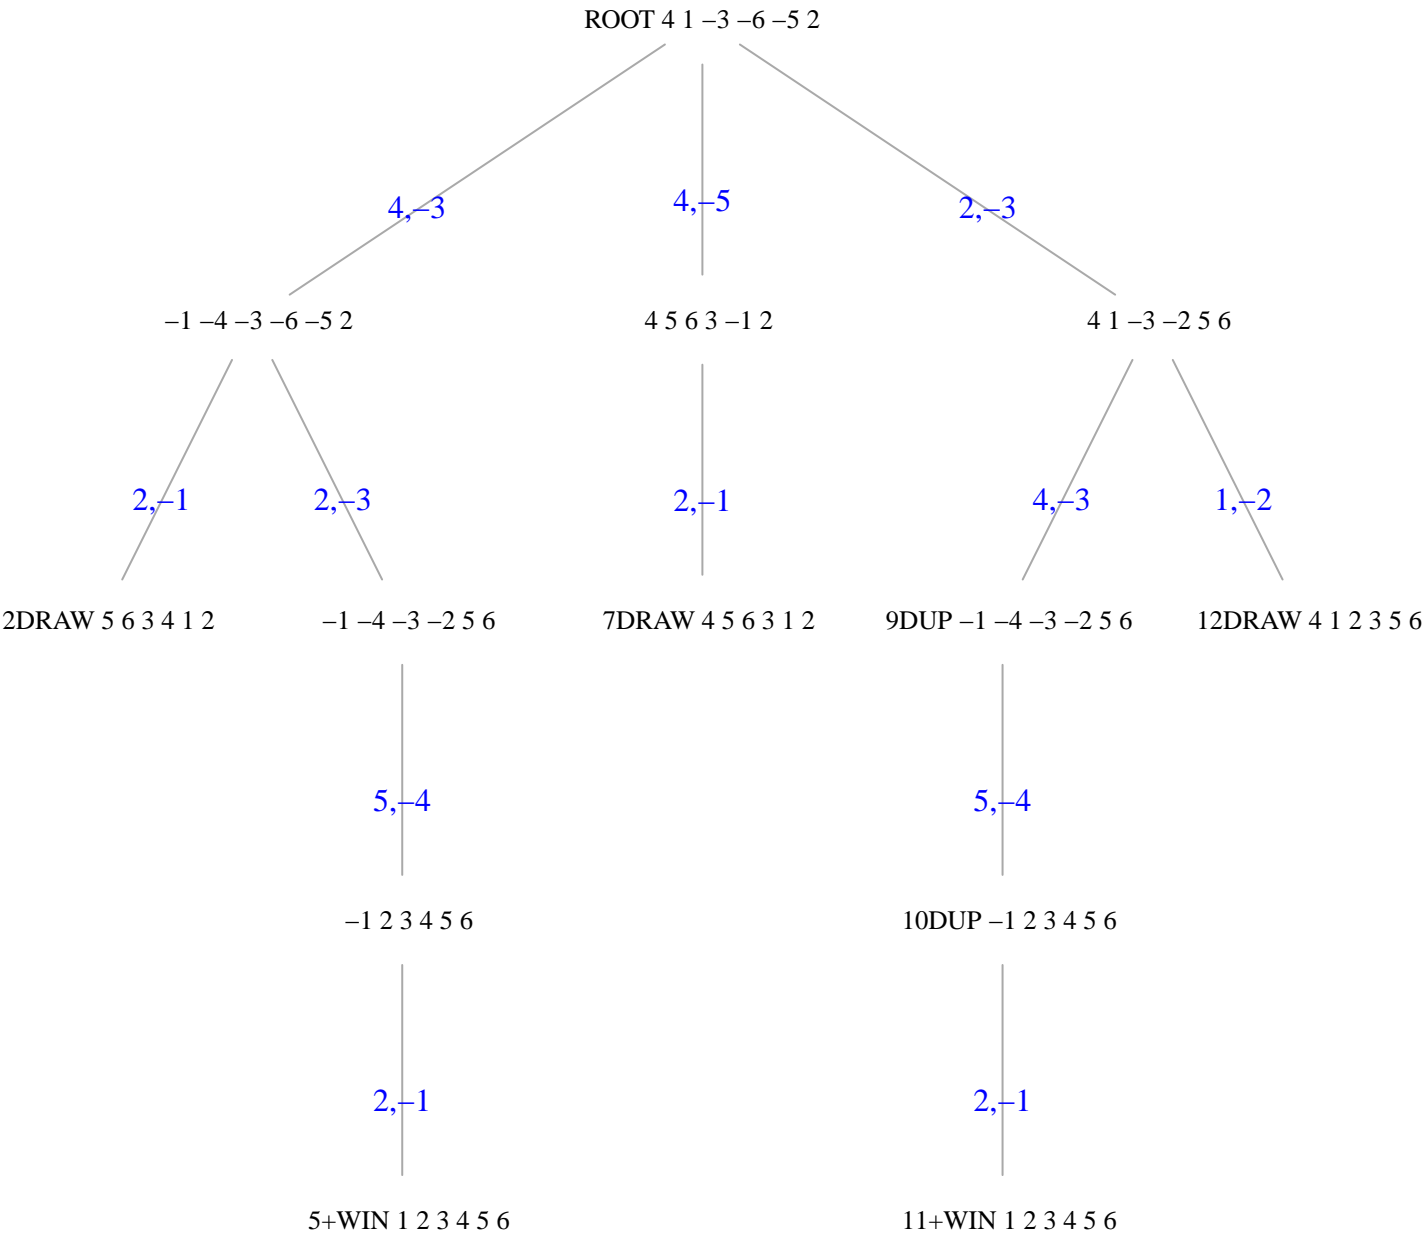 ROOT 4 1 –3 –6 –5 2
4,–3
4,–5
2,–3
–1 –4 –3 –6 –5 2
4 5 6 3 –1 2
4 1 –3 –2 5 6
2,–1
2,–3
2,–1
4,–3
1,–2
2DRAW 5 6 3 4 1 2
–1 –4 –3 –2 5 6
7DRAW 4 5 6 3 1 2
9DUP –1 –4 –3 –2 5 6
12DRAW 4 1 2 3 5 6
5,–4
5,–4
–1 2 3 4 5 6
10DUP –1 2 3 4 5 6
2,–1
2,–1
5+WIN 1 2 3 4 5 6
11+WIN 1 2 3 4 5 6